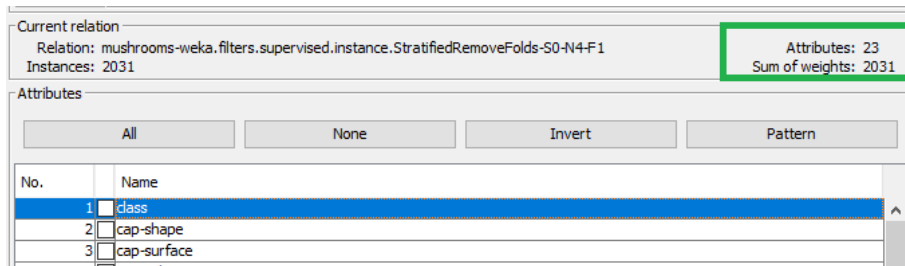 Current relation
Relation: mushrooms-weka.filters.supervised.instance.StratifiedRemoveFolds-S0-N4-F1
Attributes: 23
Instances: 2031
Sum of weights: 2031
Attributes
All
None
Invert
Pattern
No.
Name
1
class
2
cap-shape
3
cap-surface